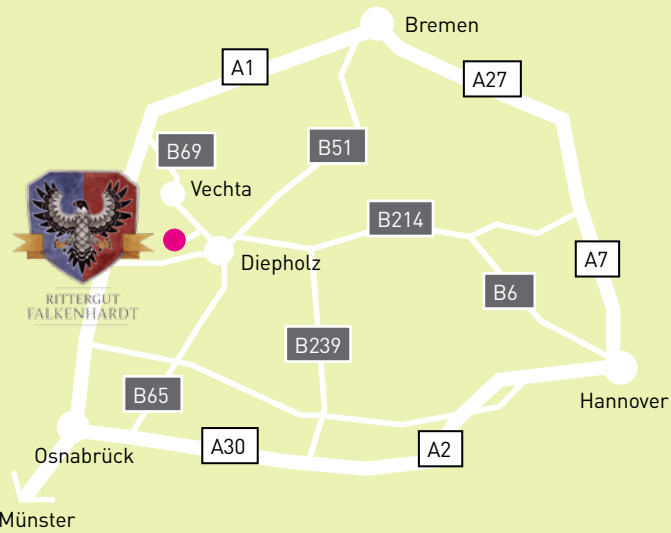 Bremen
A1
A27
B69
B51
Vechta
B214
Diepholz
A7
B6
RITTERGUT
FALKENHARDT
B239
B65
Hannover
A30
A2
Osnabrück
Münster